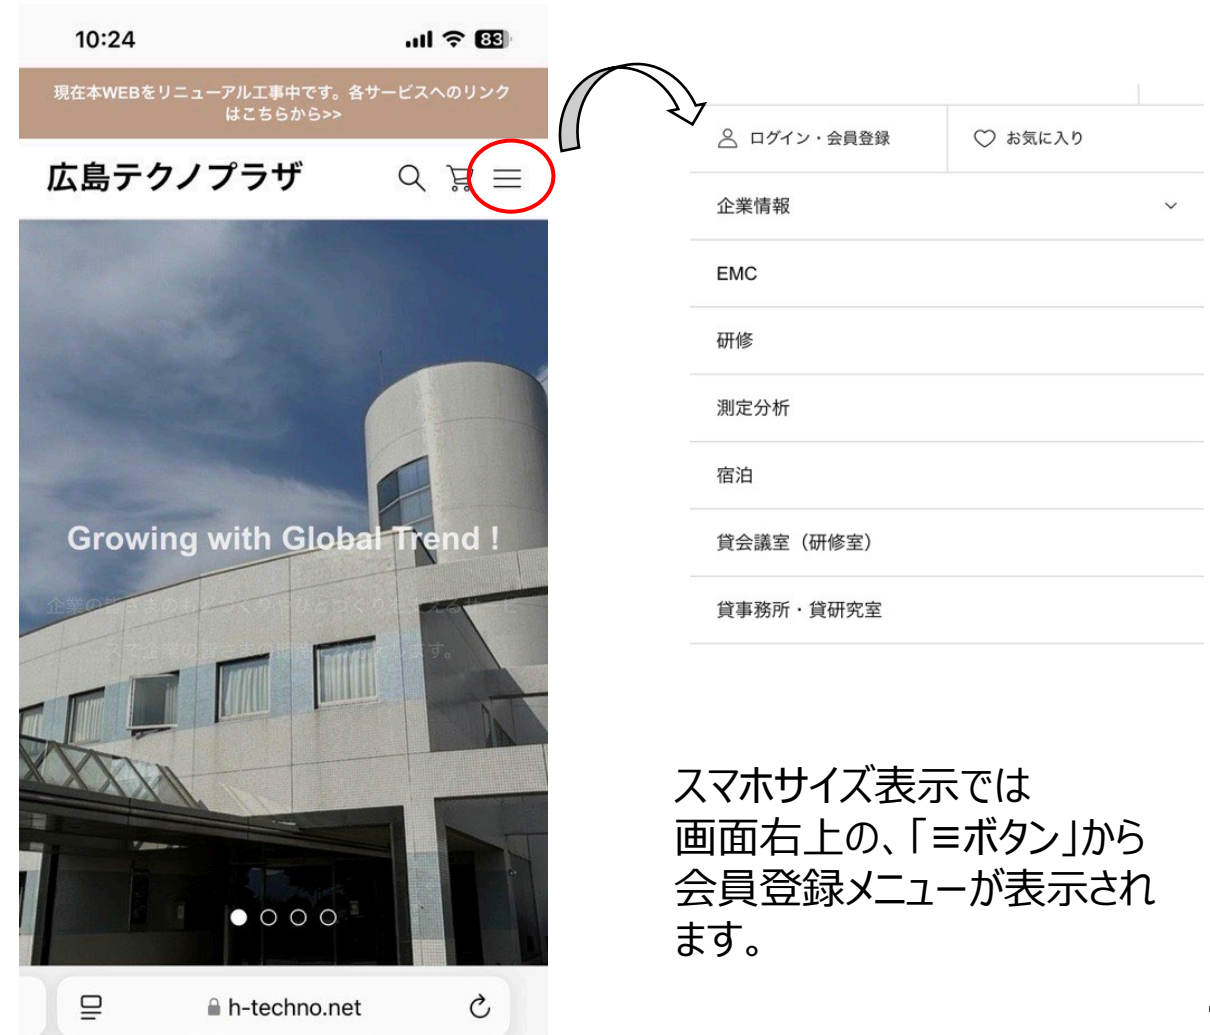 10:24
83
現在本WEBをリニューアル工事中です。各サービスへのリンク
はこちらから>>
広島テクノプラザ
Growing with Global Trend !
h-techno.net
ログイン・会員登録
お気に入り
企業情報
EMC
研修
測定分析
宿泊
貸会議室（研修室）
貸事務所・貸研究室
スマホサイズ表示では
画面右上の、「≡ボタン」から
会員登録メニューが表示され
ます。